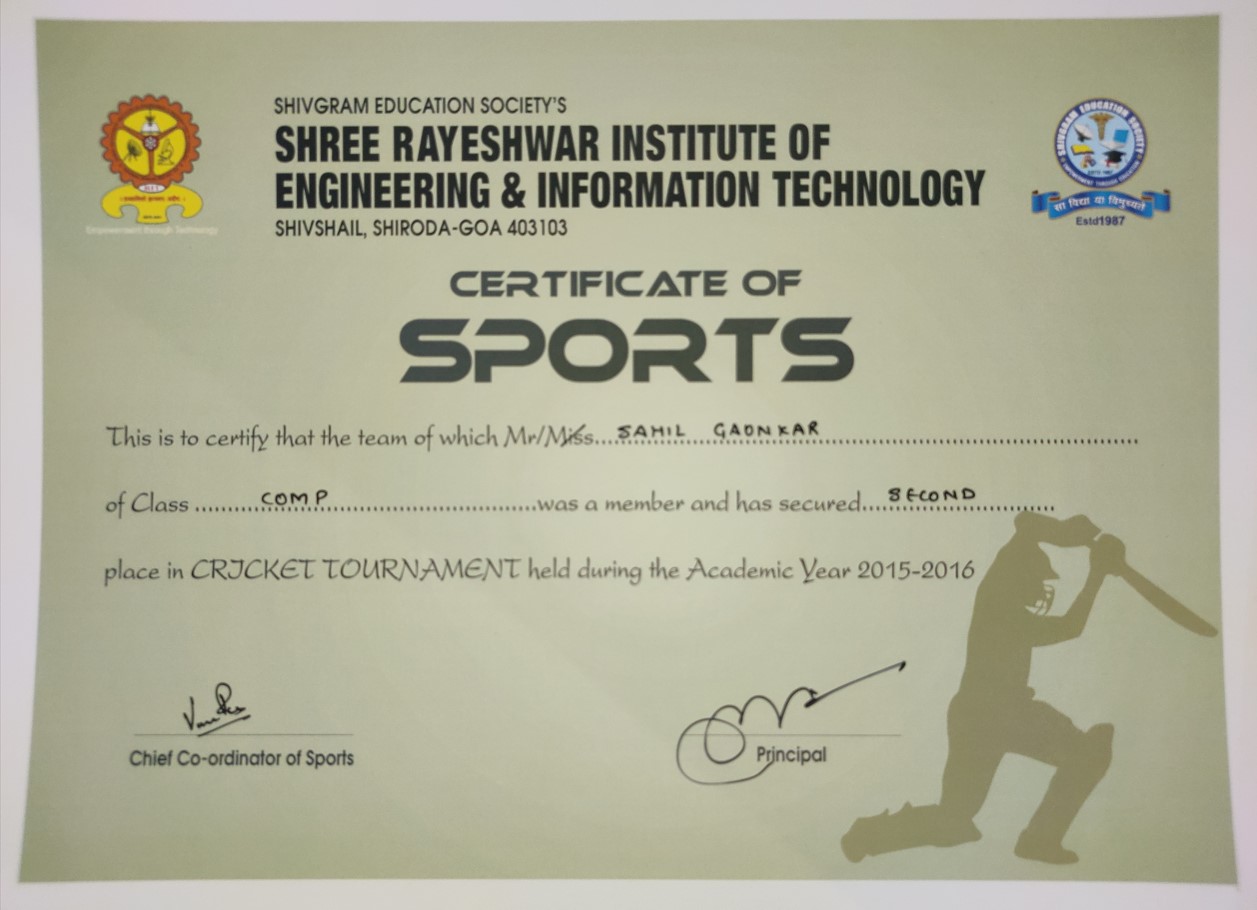 SHIVGRAM EDUCATION SOCIETY'S
SHREE RAYESHWAR INSTITUTE OF
ENGINEERING & INFORMATION TECHNOLOGY
SHIVSHAIL, SHIRODA-GOA 403103
Empowerment through Technology
SHIVGRAM EDUCATION SOCIETY
सा विद्या या विमुच्यते
Estd1987
CERTIFICATE OF
SPORTS
This is to certify that the team of which Mr/Miss... SAHIL GAONKAR
of Class COMP was a member and has secured SECOND
place in CRICKET TOURNAMENT held during the Academic Year 2015-2016
Chief Co-ordinator of Sports
Principal